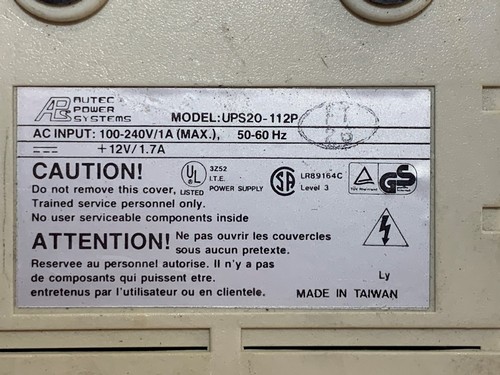 APS AUTEC
POWER
SYSTEMS
MODEL: UPS20-112P
AC INPUT: 100-240V/1A (MAX.), 50-60 Hz
+12V/1.7A
CAUTION!
Do not remove this cover,
Trained service personnel only.
No user serviceable components inside
UL
LISTED
3Z52
I.T.E.
POWER SUPPLY
SA
LR89164C
Level 3
GS
ATTENTION! Ne pas ouvrir les couvercles
sous aucun pretexte.
Reservee au personnel autorise. Il n'y a pas
de composants qui puissent etre.
entretenus par l'utilisateur ou en clientele.
Ly
MADE IN TAIWAN